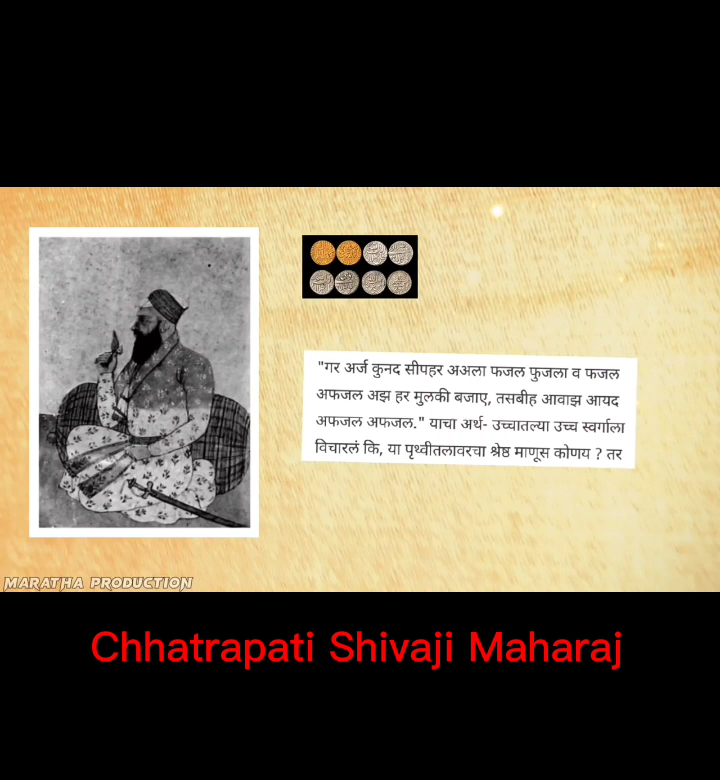 "गर अर्ज कुनद सीपहर अअला फजल फुजला व फजल
अफजल अझ हर मुलकी बजाए, तसबीह आवाझ आयद
अफजल अफजल." याचा अर्थ- उच्चातल्या उच्च स्वर्गाला
विचारलं कि, या पृथ्वीतलावरचा श्रेष्ठ माणूस कोणय ? तर
MARATHA PRODUCTION
Chhatrapati Shivaji Maharaj